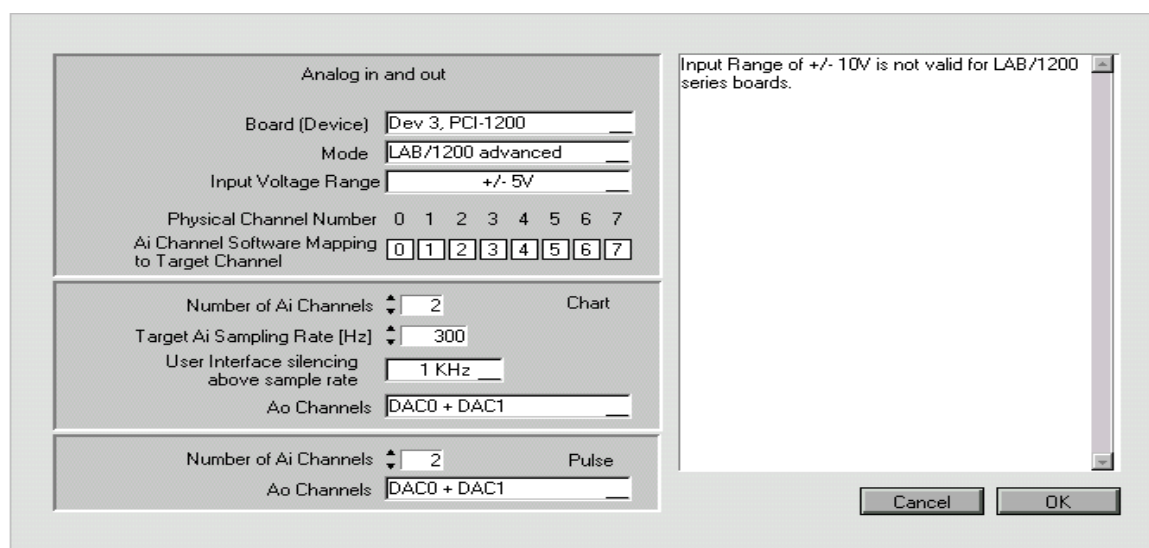 Analog in and out
Board (Device) Dev 3, PCI-1200
Mode LAB/1200 advanced
Input Voltage Range +/- 5V
Physical Channel Number 0 1 2 3 4 5 6 7
Ai Channel Software Mapping
to Target Channel 0 1 2 3 4 5 6 7
Number of Ai Channels 2 Chart
Target Ai Sampling Rate [Hz] 300
User Interface silencing
above sample rate 1 KHz
Ao Channels DAC0 + DAC1
Number of Ai Channels 2 Pulse
Ao Channels DAC0 + DAC1
Input Range of +/- 10V is not valid for LAB/1200
series boards.
Cancel OK